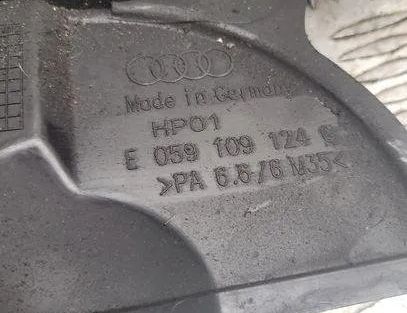 Made in Germany
HP01
E 059 109 124
>PA 6.6/6 M35<